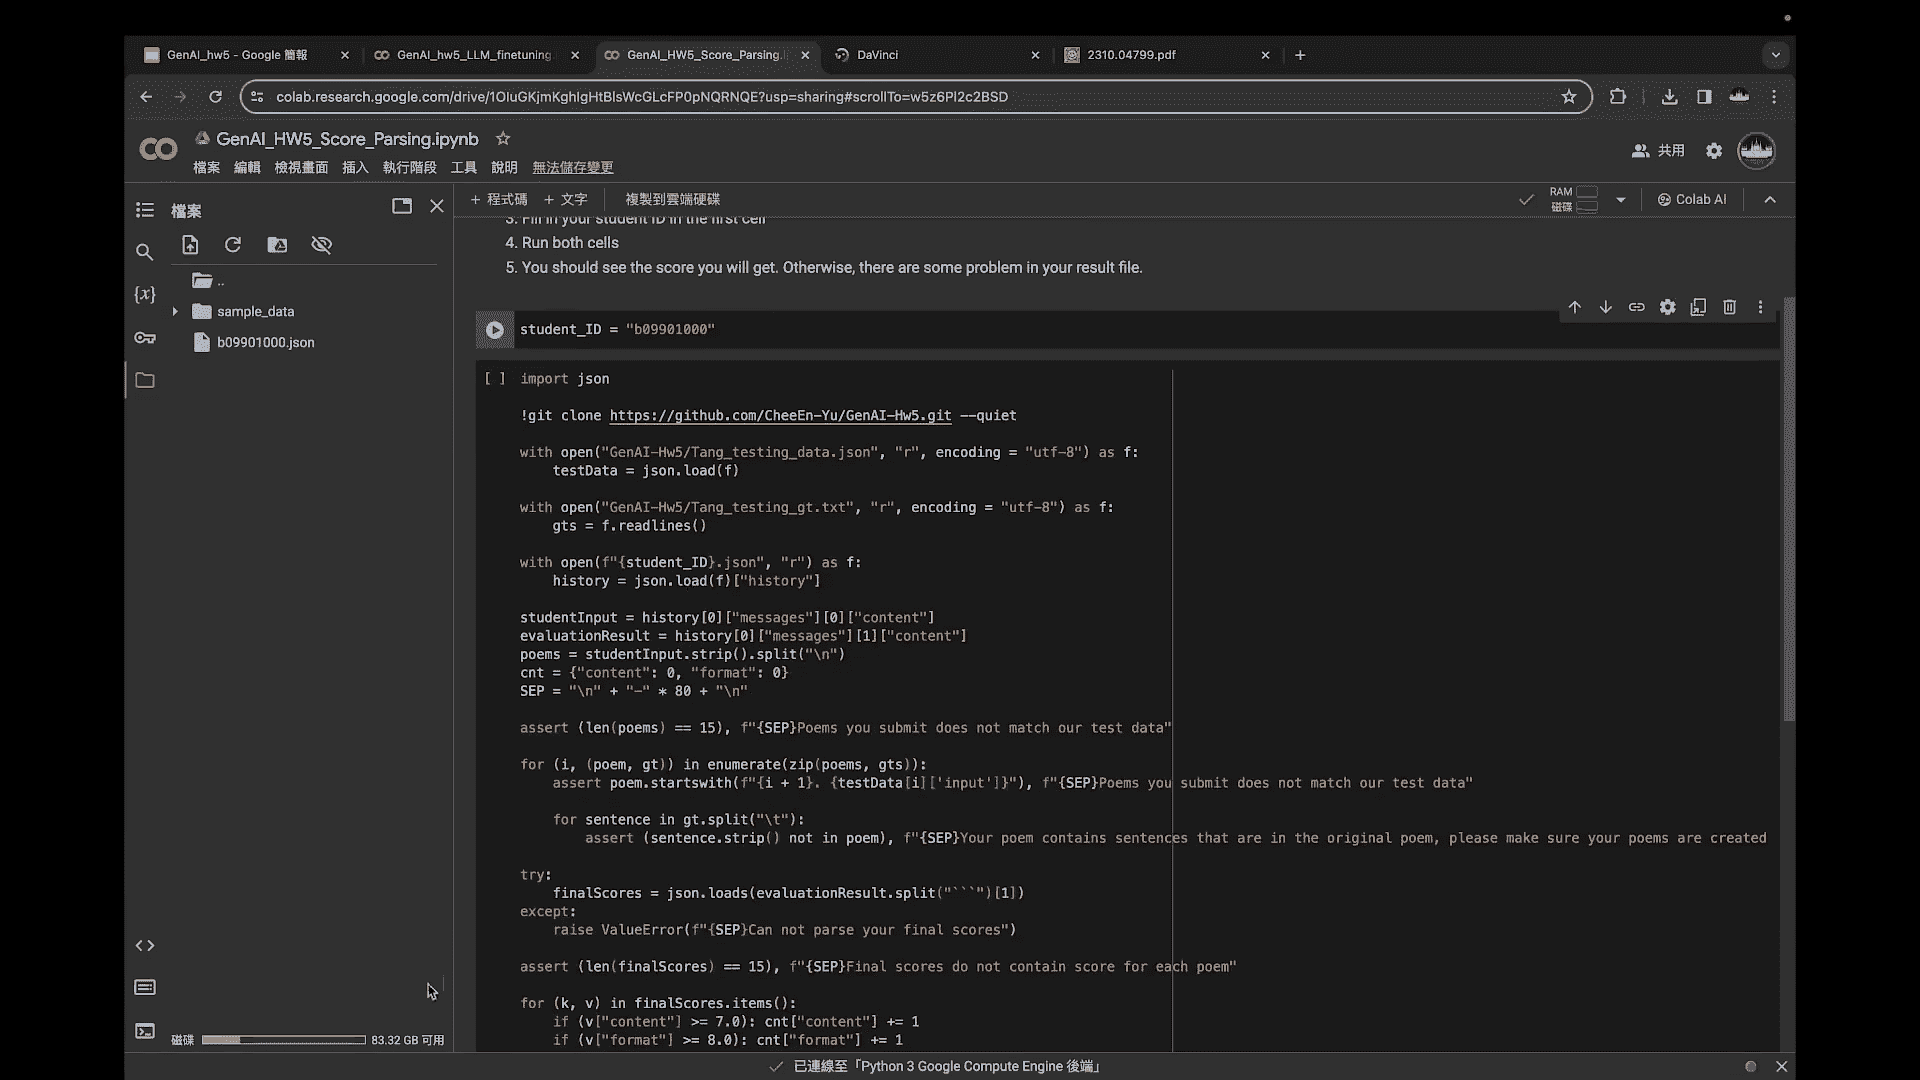 GenAI_hw5 - Google 簡報
GenAI_hw5_LLM_finetuning.
GenAI_HW5_Score_Parsing.i
DaVinci
2310.04799.pdf
colab.research.google.com/drive/1OIuGKjmKghIgHtBlsWcGLcFP0pNQRNQE?usp=sharing#scrollTo=w5z6Pl2c2BSD
GenAI_HW5_Score_Parsing.ipynb
共用
檔案 編輯 檢視畫面 插入 執行階段 工具 說明 無法儲存變更
檔案
+ 程式碼 + 文字 複製到雲端硬碟
RAM
磁碟
Colab AI
3. Fill in your student ID in the first cell
4. Run both cells
5. You should see the score you will get. Otherwise, there are some problem in your result file.
..
sample_data
b09901000.json
student_ID = "b09901000"
[ ] import json
!git clone https://github.com/CheeEn-Yu/GenAI-Hw5.git --quiet
with open("GenAI-Hw5/Tang_testing_data.json", "r", encoding = "utf-8") as f:
testData = json.load(f)
with open("GenAI-Hw5/Tang_testing_gt.txt", "r", encoding = "utf-8") as f:
gts = f.readlines()
with open(f"{student_ID}.json", "r") as f:
history = json.load(f)["history"]
studentInput = history[0]["messages"][0]["content"]
evaluationResult = history[0]["messages"][1]["content"]
poems = studentInput.strip().split("\n")
cnt = {"content": 0, "format": 0}
SEP = "\n" + "-" * 80 + "\n"
assert (len(poems) == 15), f"{SEP}Poems you submit does not match our test data"
for (i, (poem, gt)) in enumerate(zip(poems, gts)):
assert poem.startswith(f"{i + 1}. {testData[i]['input']}"), f"{SEP}Poems you submit does not match our test data"
for sentence in gt.split("\t"):
assert (sentence.strip() not in poem), f"{SEP}Your poem contains sentences that are in the original poem, please make sure your poems are created
try:
finalScores = json.loads(evaluationResult.split("```")[1])
except:
raise ValueError(f"{SEP}Can not parse your final scores")
assert (len(finalScores) == 15), f"{SEP}Final scores do not contain score for each poem"
for (k, v) in finalScores.items():
if (v["content"] >= 7.0): cnt["content"] += 1
if (v["format"] >= 8.0): cnt["format"] += 1
磁碟 83.32 GB 可用
已連線至「Python 3 Google Compute Engine 後端」